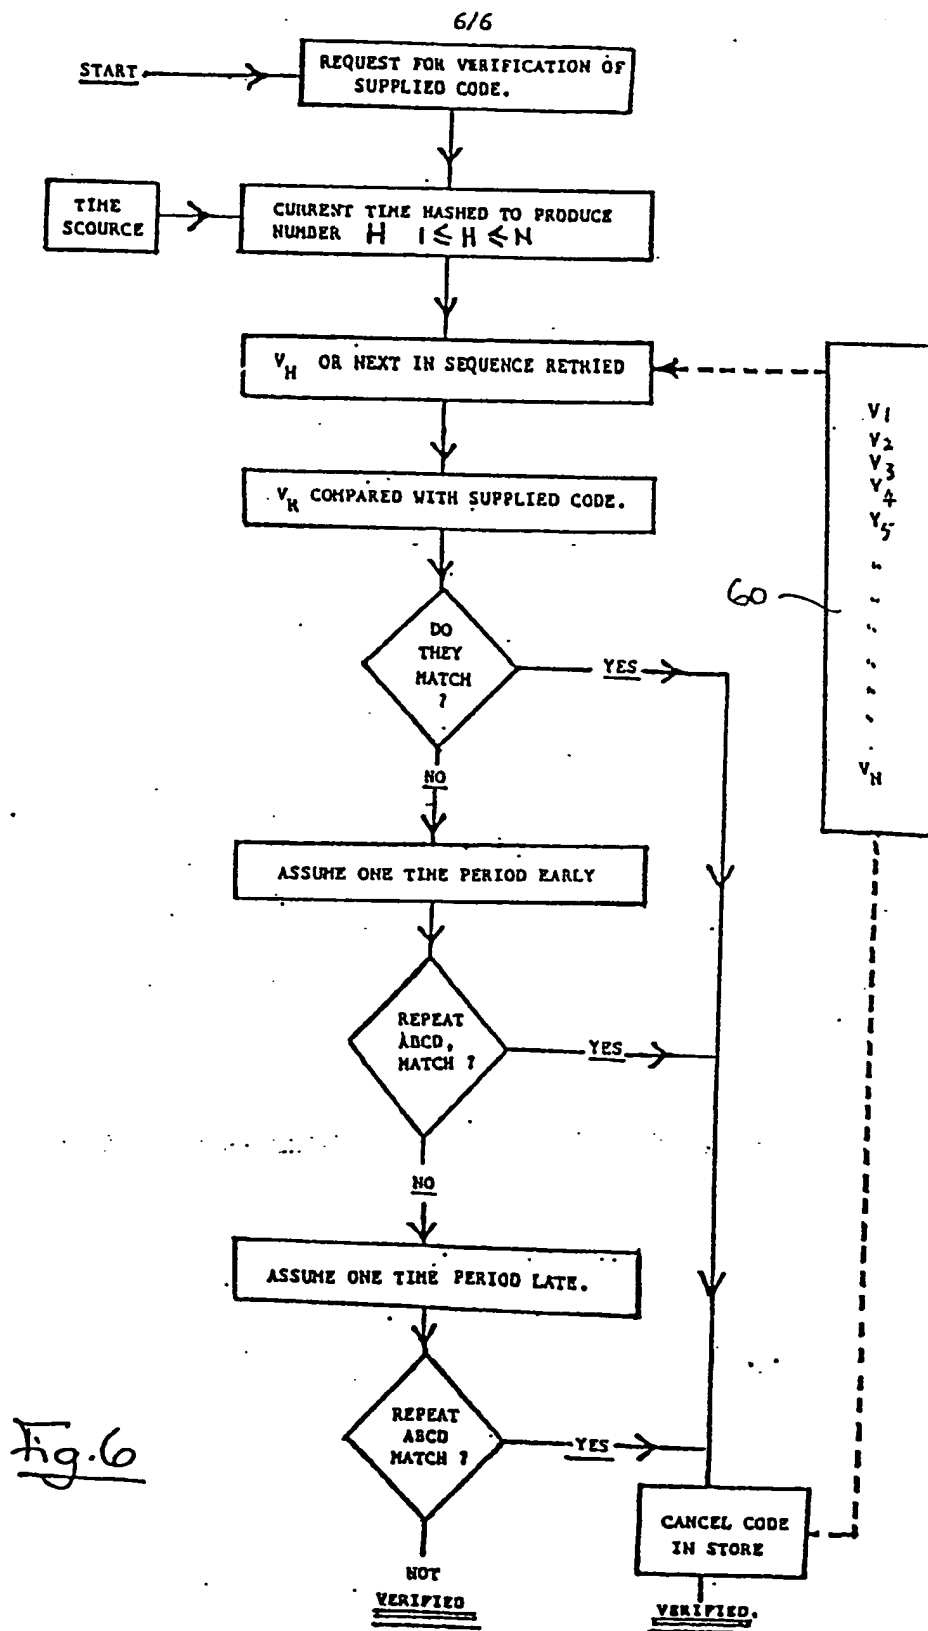 6/6
START
REQUEST FOR VERIFICATION OF
SUPPLIED CODE.
TIME
SCOURCE
CURRENT TIME HASHED TO PRODUCE
NUMBER H 1 ≤ H ≤ N
V_H OR NEXT IN SEQUENCE RETRIED
V1
V2
V3
V4
V5
V_N
60
V_H COMPARED WITH SUPPLIED CODE.
DO
THEY
MATCH
?
YES
NO
ASSUME ONE TIME PERIOD EARLY
REPEAT
ABCD,
MATCH ?
YES
NO
ASSUME ONE TIME PERIOD LATE.
REPEAT
ABCD
MATCH ?
YES
CANCEL CODE
IN STORE
NOT
VERIFIED
VERIFIED.
Fig.6